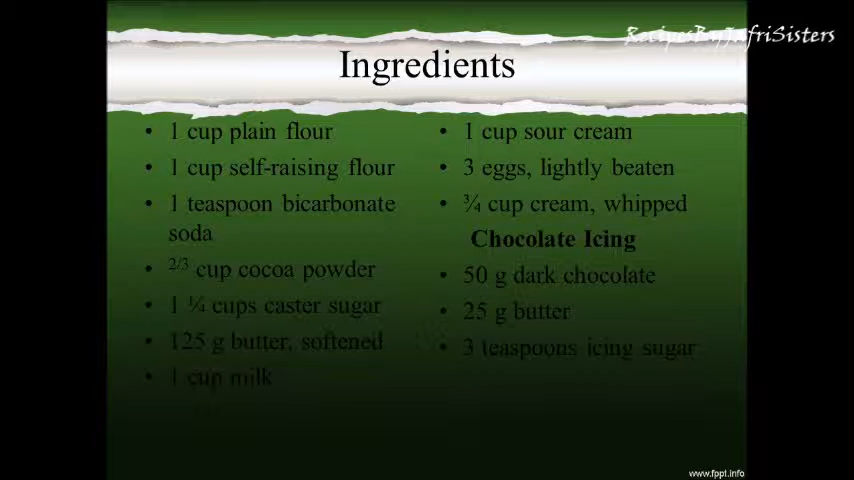 RecipesByJafriSisters
Ingredients
• 1 cup plain flour
• 1 cup self-raising flour
• 1 teaspoon bicarbonate
soda
• 2/3 cup cocoa powder
• 1 ¼ cups caster sugar
• 125 g butter, softened
• 1 cup milk
• 1 cup sour cream
• 3 eggs, lightly beaten
• ¾ cup cream, whipped
Chocolate Icing
• 50 g dark chocolate
• 25 g butter
• 3 teaspoons icing sugar
www.fppt.info